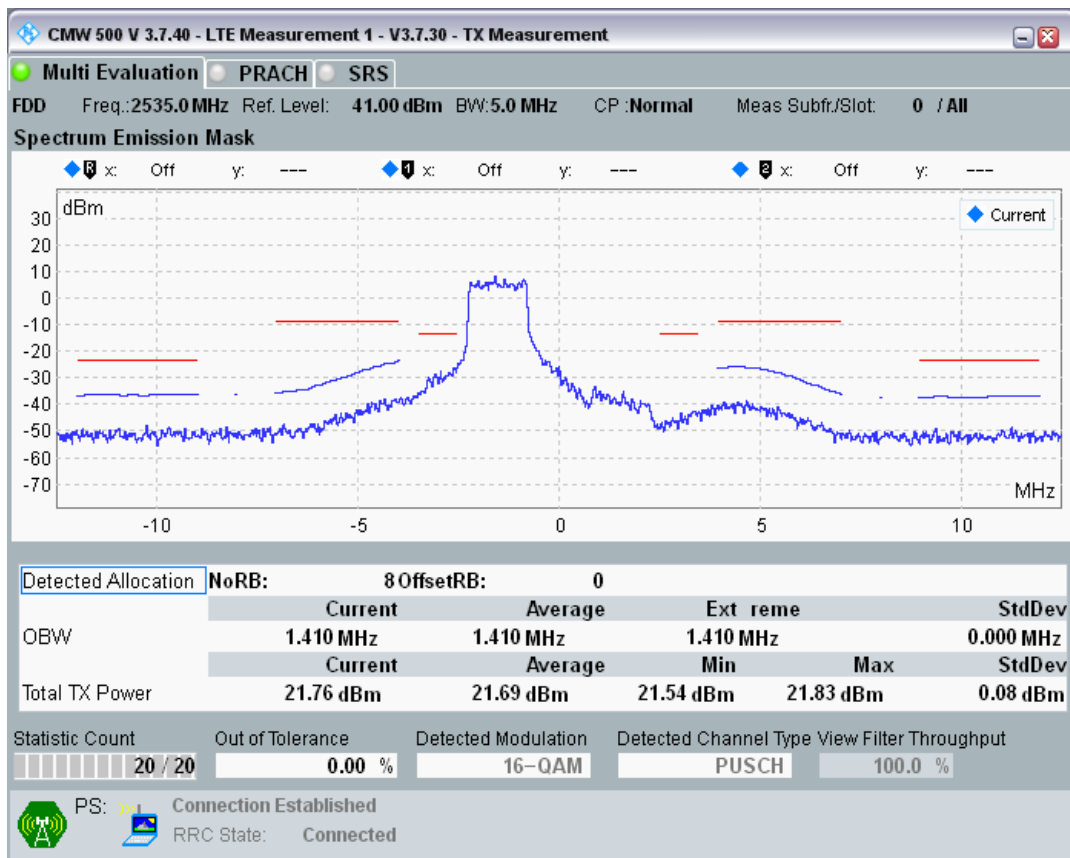 CMW 500 V 3.7.40 - LTE Measurement 1 - V3.7.30 - TX Measurement
Multi Evaluation PRACH SRS
FDD Freq.:2535.0 MHz Ref. Level: 41.00 dBm BW:5.0 MHz CP :Normal Meas Subfr./Slot: 0 / All
Spectrum Emission Mask
R x: Off y: --- 1 x: Off y: --- 2 x: Off y: ---
dBm
Current
30
20
10
0
-10
-20
-30
-40
-50
-60
-70
MHz
-10 -5 0 5 10
Detected Allocation NoRB: 8 OffsetRB: 0
Current Average Ext reme StdDev
OBW 1.410 MHz 1.410 MHz 1.410 MHz 0.000 MHz
Current Average Min Max StdDev
Total TX Power 21.76 dBm 21.69 dBm 21.54 dBm 21.83 dBm 0.08 dBm
Statistic Count Out of Tolerance Detected Modulation Detected Channel Type View Filter Throughput
20 / 20 0.00 % 16-QAM PUSCH 100.0 %
PS: Connection Established
RRC State: Connected